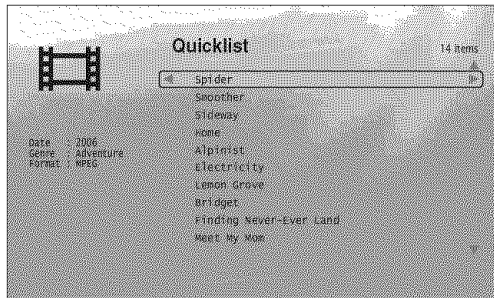 Quicklist
14 items
Spider
Smoother
Sideway
Home
Alpinist
Electricity
Lemon Grove
Bridget
Finding Never-Ever Land
Meet My Mom
Date : 2006
Genre : Adventure
Format : MPEG